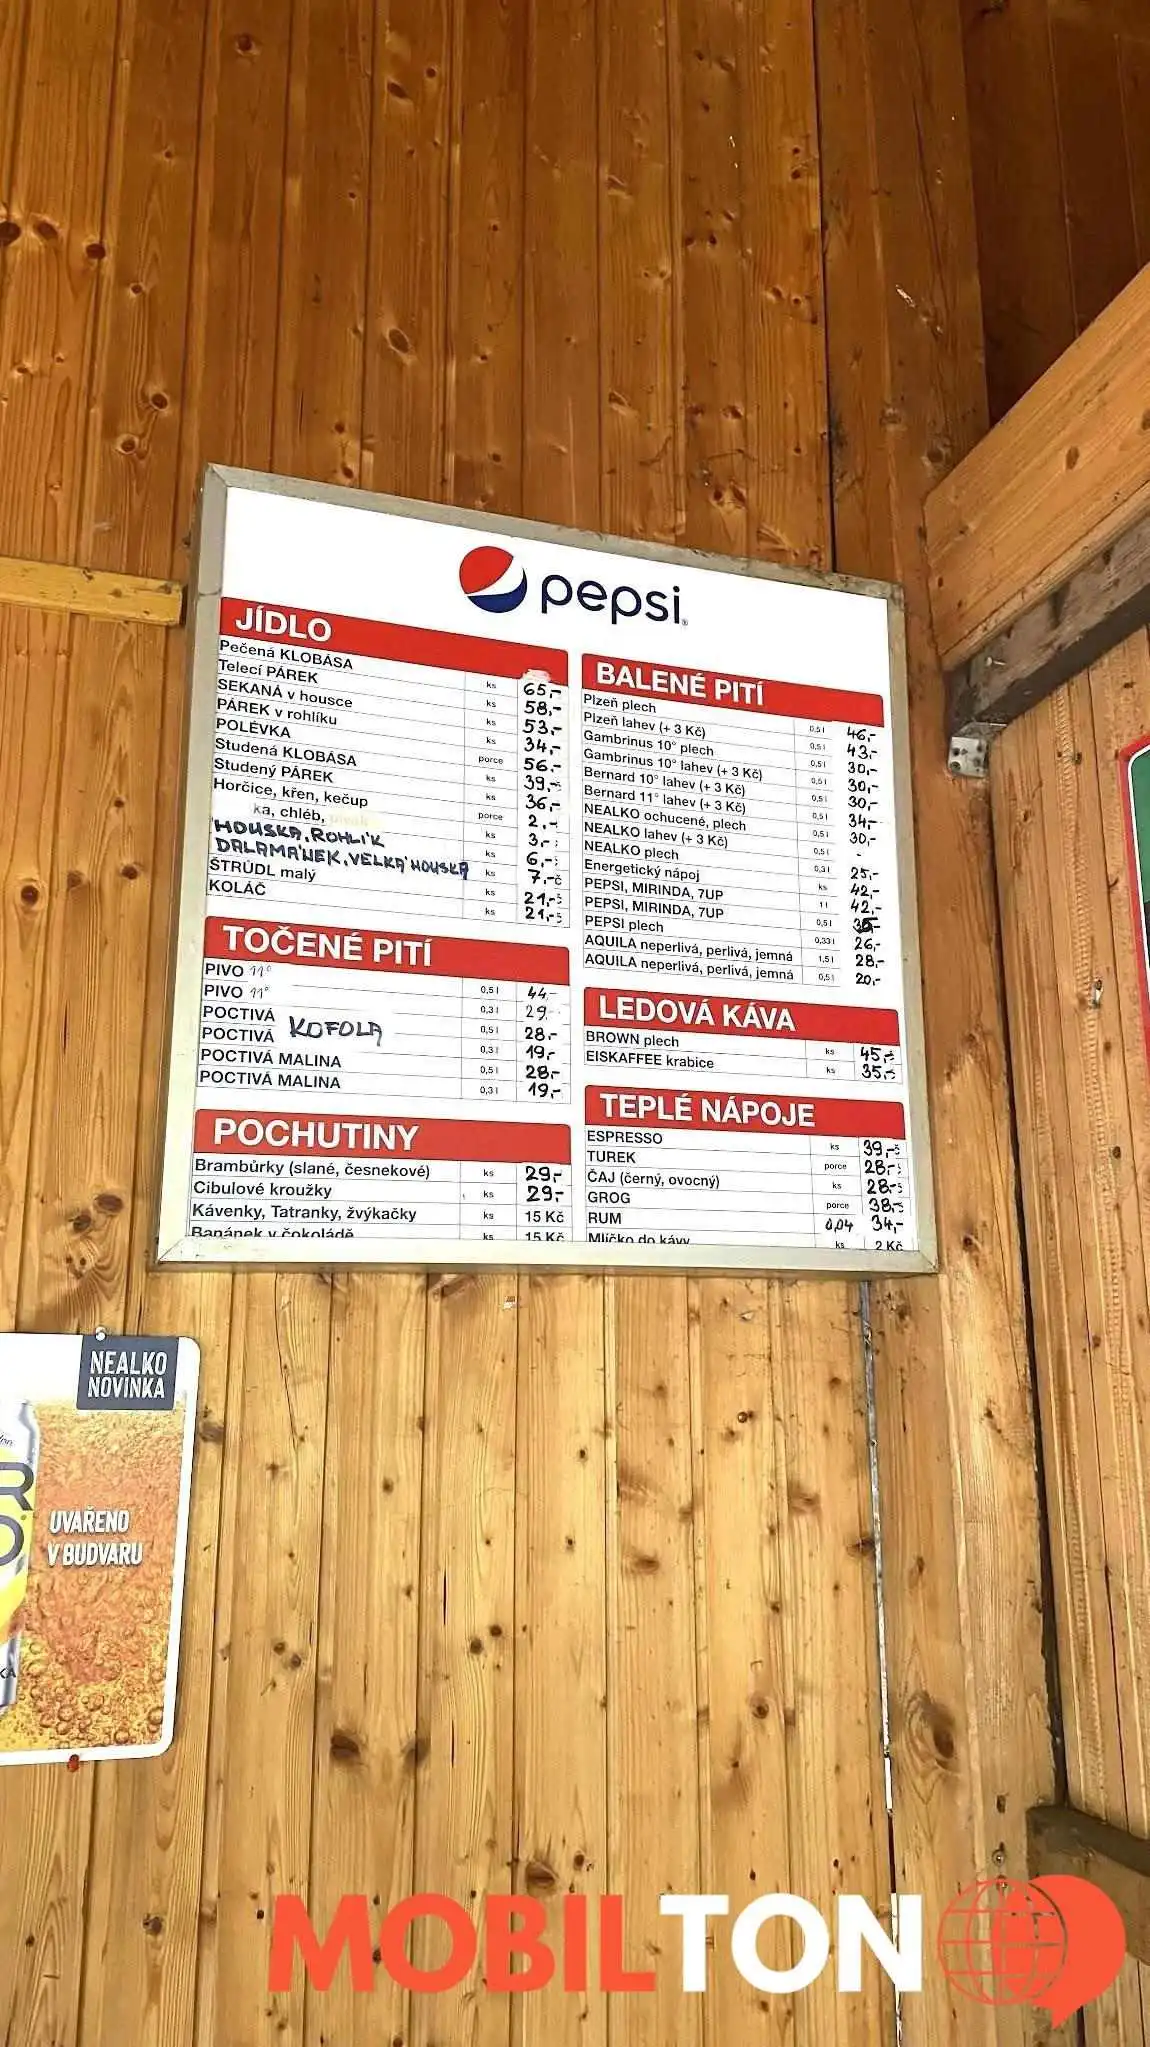 pepsi
JÍDLO
Pečená KLOBÁSA ks 65,-
Telecí PÁREK ks 58,-
SEKANÁ v housce ks 53,-
PÁREK v rohlíku ks 34,-
POLÉVKA porce 56,-
Studená KLOBÁSA ks 39,-
Studený PÁREK ks 36,-
Horčice, křen, kečup porce 2,-
ka, chléb, ks 3,-
HOUSKA, ROHLÍK ks 6,-
DALAMÁNEK, VELKÁ HOUSKA ks 7,-
ŠTRŮDL malý ks 21,-
KOLÁČ ks 21,-
TOČENÉ PITÍ
PIVO 11° 0,5 l 44,-
PIVO 11° 0,3 l 29,-
POCTIVÁ KOFOLA 0,5 l 28,-
POCTIVÁ 0,3 l 19,-
POCTIVÁ MALINA 0,5 l 28,-
POCTIVÁ MALINA 0,3 l 19,-
POCHUTINY
Brambůrky (slané, česnekové) ks 29,-
Cibulové kroužky ks 29,-
Kávenky, Tatranky, žvýkačky ks 15 Kč
Banánek v čokoládě ks 15 Kč
BALENÉ PITÍ
Plzeň plech 0,5 l 46,-
Plzeň lahev (+ 3 Kč) 0,5 l 43,-
Gambrinus 10° plech 0,5 l 30,-
Gambrinus 10° lahev (+ 3 Kč) 0,5 l 30,-
Bernard 10° lahev (+ 3 Kč) 0,5 l 34,-
Bernard 11° lahev (+ 3 Kč) 0,5 l 30,-
NEALKO ochucené, plech 0,5 l -
NEALKO lahev (+ 3 Kč) 0,5 l 25,-
NEALKO plech 0,3 l 42,-
Energetický nápoj ks 42,-
PEPSI, MIRINDA, 7UP 1 l
PEPSI, MIRINDA, 7UP 0,5 l
PEPSI plech 0,33 l 26,-
AQUILA neperlivá, perlivá, jemná 1,5 l 28,-
AQUILA neperlivá, perlivá, jemná 0,5 l 20,-
LEDOVÁ KÁVA
BROWN plech ks 45,-
EISKAFFEE krabice ks 35,-
TEPLÉ NÁPOJE
ESPRESSO ks 39,-
TUREK porce 28,-
ČAJ (černý, ovocný) ks 28,-
GROG porce 38,-
RUM 0,04 34,-
Mlíčko do kávy ks 2 Kč
NEALKO
NOVINKA
UVAŘENO
V BUDVARU
MOBILTON